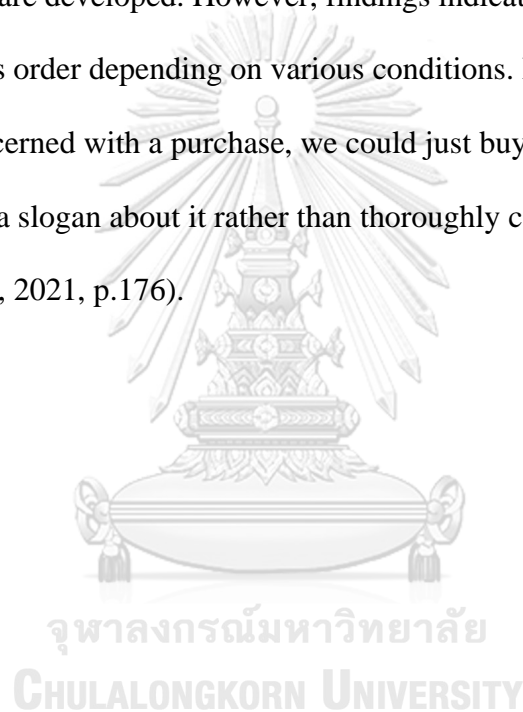 are developed. However, findings indica
s order depending on various conditions.
cerned with a purchase, we could just buy
a slogan about it rather than thoroughly c
, 2021, p.176).
จุฬาลงกรณ์มหาวิทยาลัย
CHULALONGKORN UNIVERSITY